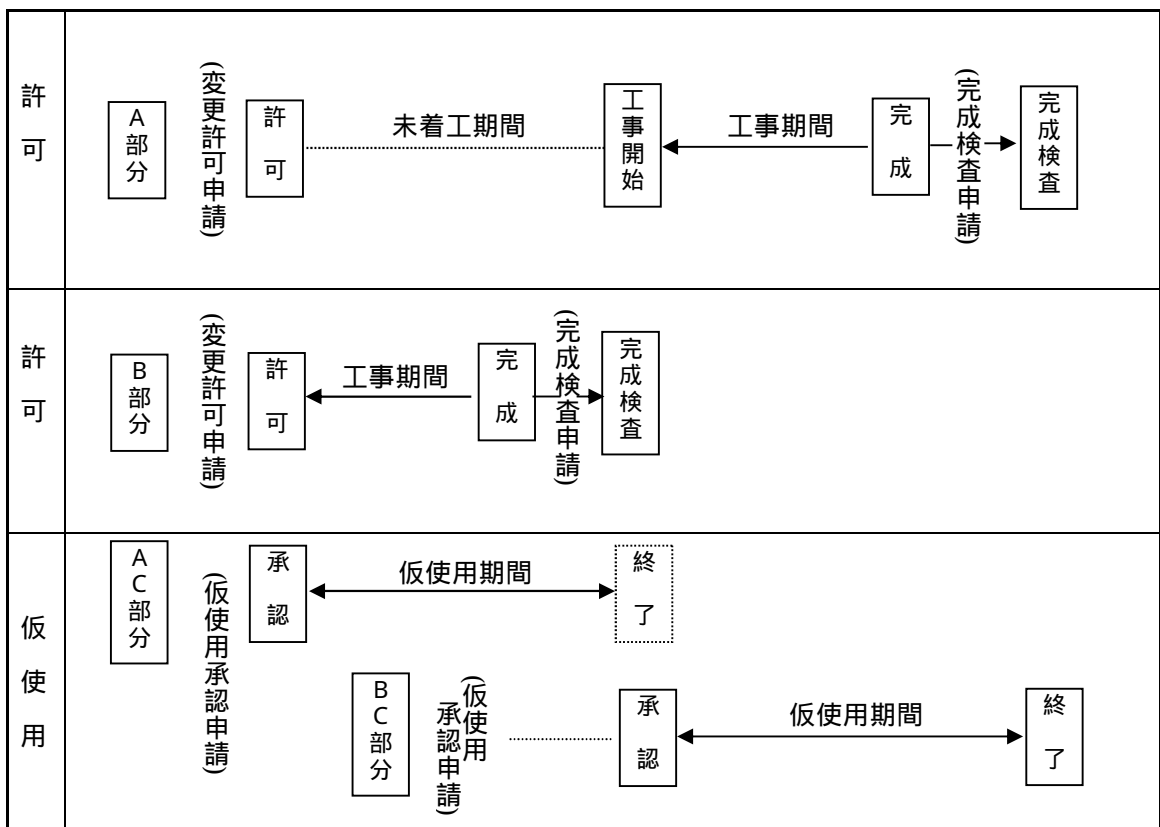 許可
A部分
(変更許可申請)
許可
未着工期間
工事開始
工事期間
完成
(完成検査申請)
完成検査
許可
B部分
(変更許可申請)
許可
工事期間
完成
(完成検査申請)
完成検査
仮使用
AC部分
(仮使用承認申請)
承認
仮使用期間
終了
BC部分
(仮使用
承認申請)
承認
仮使用期間
終了